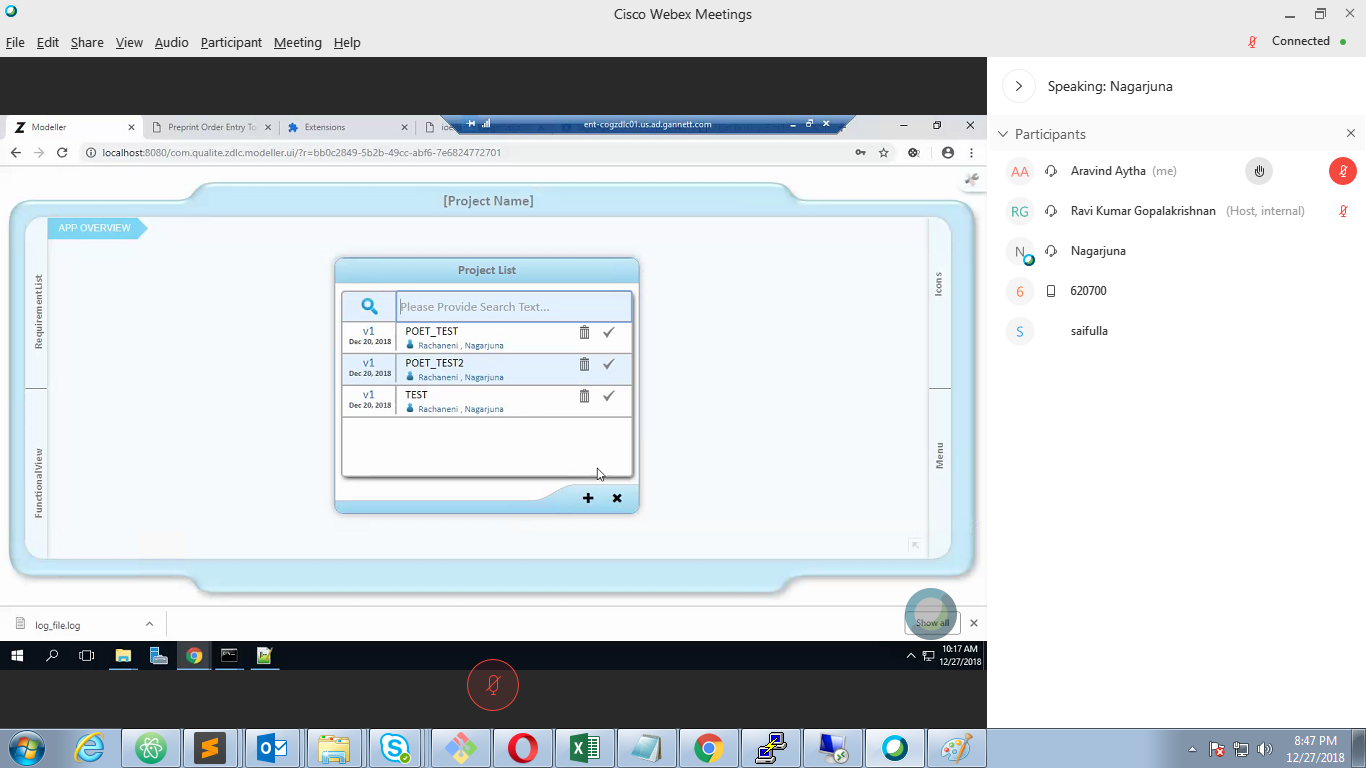 Cisco Webex Meetings
File Edit Share View Audio Participant Meeting Help
Connected
Speaking: Nagarjuna
Participants
AA Aravind Aytha (me)
RG Ravi Kumar Gopalakrishnan (Host, internal)
N Nagarjuna
6 620700
S saifulla
Modeller
Preprint Order Entry To
Extensions
ent-cogzdlc01.us.ad.gannett.com
localhost:8080/com.qualite.zdlc.modeller.ui/?r=bb0c2849-5b2b-49cc-abf6-7e6824772701
[Project Name]
APP OVERVIEW
RequirementList
FunctionalView
Icons
Menu
Project List
Please Provide Search Text...
v1 POET_TEST
Dec 20, 2018 Rachaneni , Nagarjuna
v1 POET_TEST2
Dec 20, 2018 Rachaneni , Nagarjuna
v1 TEST
Dec 20, 2018 Rachaneni , Nagarjuna
log_file.log
Show all
10:17 AM
12/27/2018
8:47 PM
12/27/2018